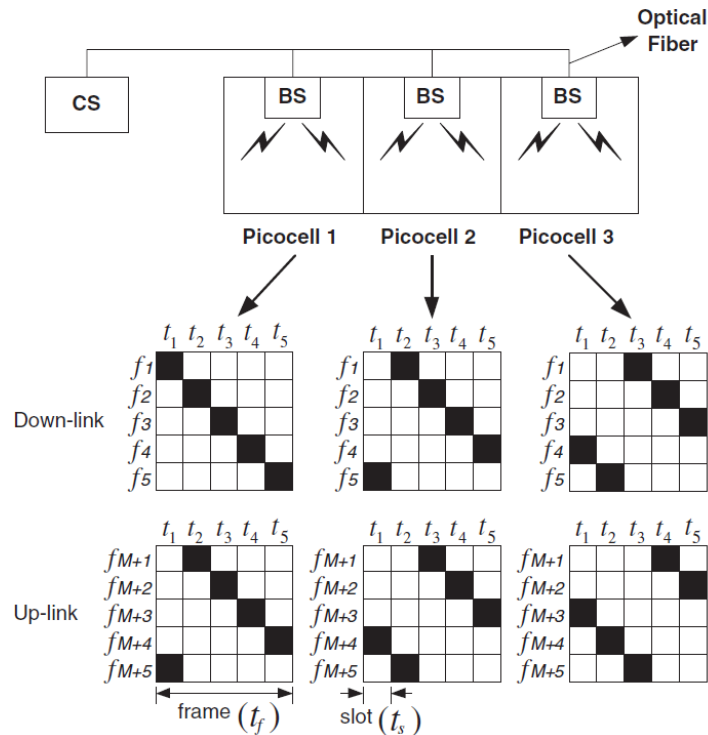 Optical
Fiber
CS
BS BS BS
Picocell 1 Picocell 2 Picocell 3
t1 t2 t3 t4 t5 t1 t2 t3 t4 t5 t1 t2 t3 t4 t5
f1 f1 f1
f2 f2 f2
Down-link f3 f3 f3
f4 f4 f4
f5 f5 f5
t1 t2 t3 t4 t5 t1 t2 t3 t4 t5 t1 t2 t3 t4 t5
fM+1 fM+1 fM+1
fM+2 fM+2 fM+2
Up-link fM+3 fM+3 fM+3
fM+4 fM+4 fM+4
fM+5 fM+5 fM+5
frame (tf) slot (ts)